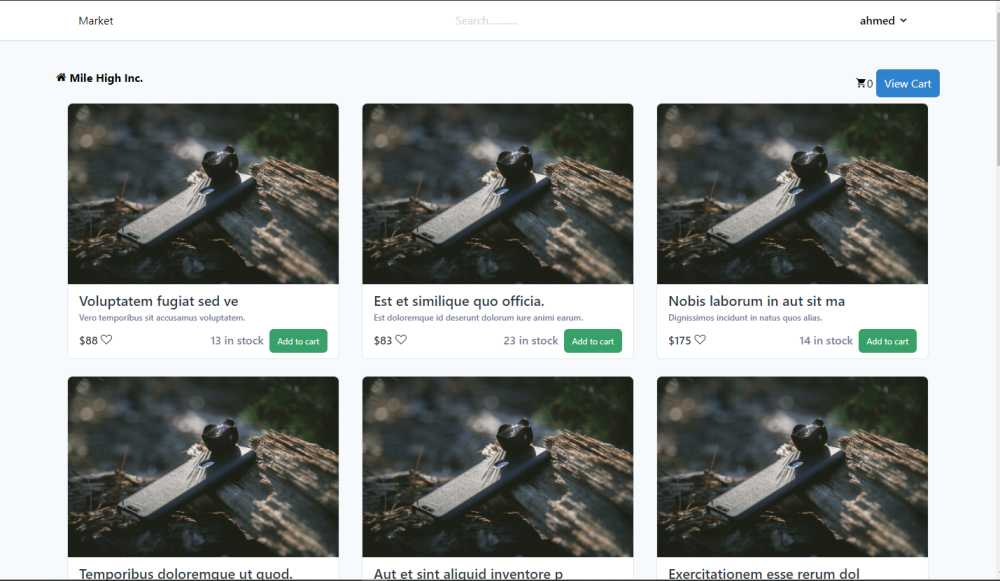 Market Search........... ahmed
Mile High Inc.
0 View Cart
Voluptatem fugiat sed ve
Vero temporibus sit accusamus voluptatem.
$88 13 in stock Add to cart
Est et similique quo officia.
Est doloremque id deserunt dolorum iure animi earum.
$83 23 in stock Add to cart
Nobis laborum in aut sit ma
Dignissimos incidunt in natus quos alias.
$175 14 in stock Add to cart
Temporibus doloremque ut quod.
Aut et sint aliquid inventore p
Exercitationem esse rerum dol